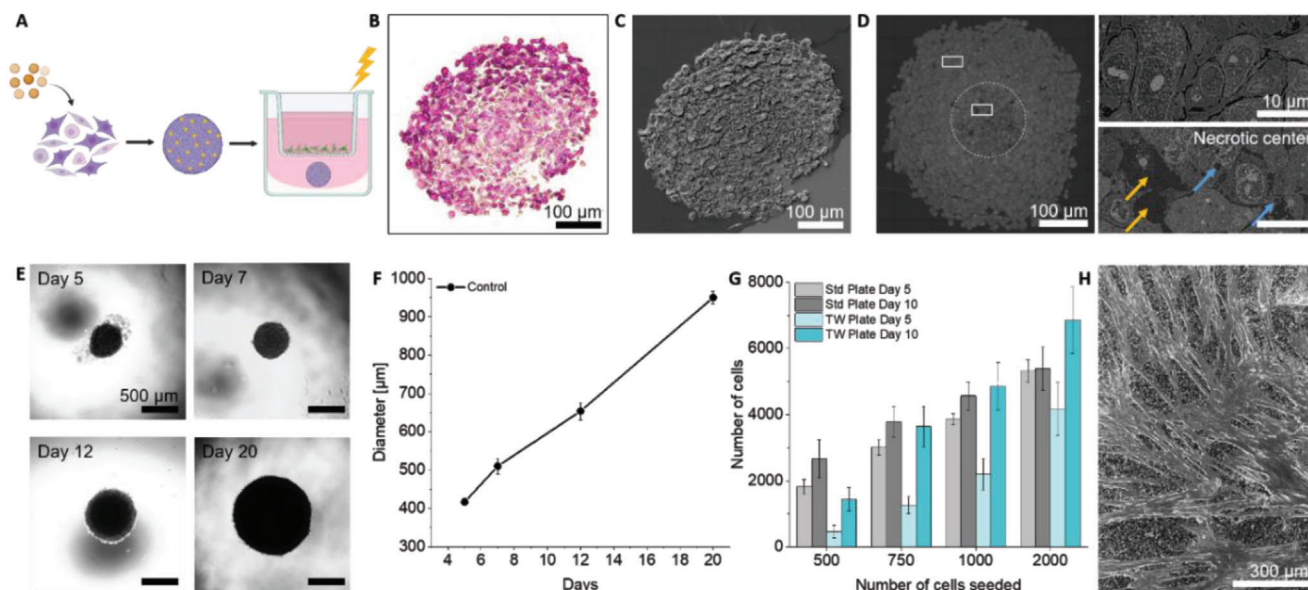 A
B
100 µm
C
100 µm
D
100 µm
10 µm
Necrotic center
E
Day 5
500 µm
Day 7
Day 12
Day 20
F
Control
Diameter [µm]
1000
900
800
700
600
500
400
300
4
6
8
10
12
14
16
18
20
Days
G
Std Plate Day 5
Std Plate Day 10
TW Plate Day 5
TW Plate Day 10
Number of cells
8000
6000
4000
2000
0
500
750
1000
2000
Number of cells seeded
H
300 µm